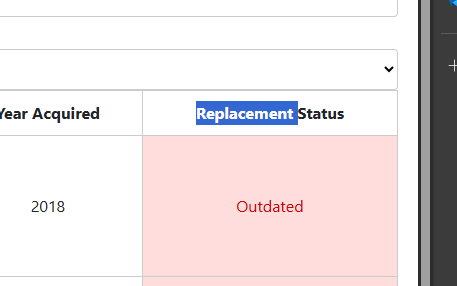 Year Acquired
Replacement Status
2018
Outdated